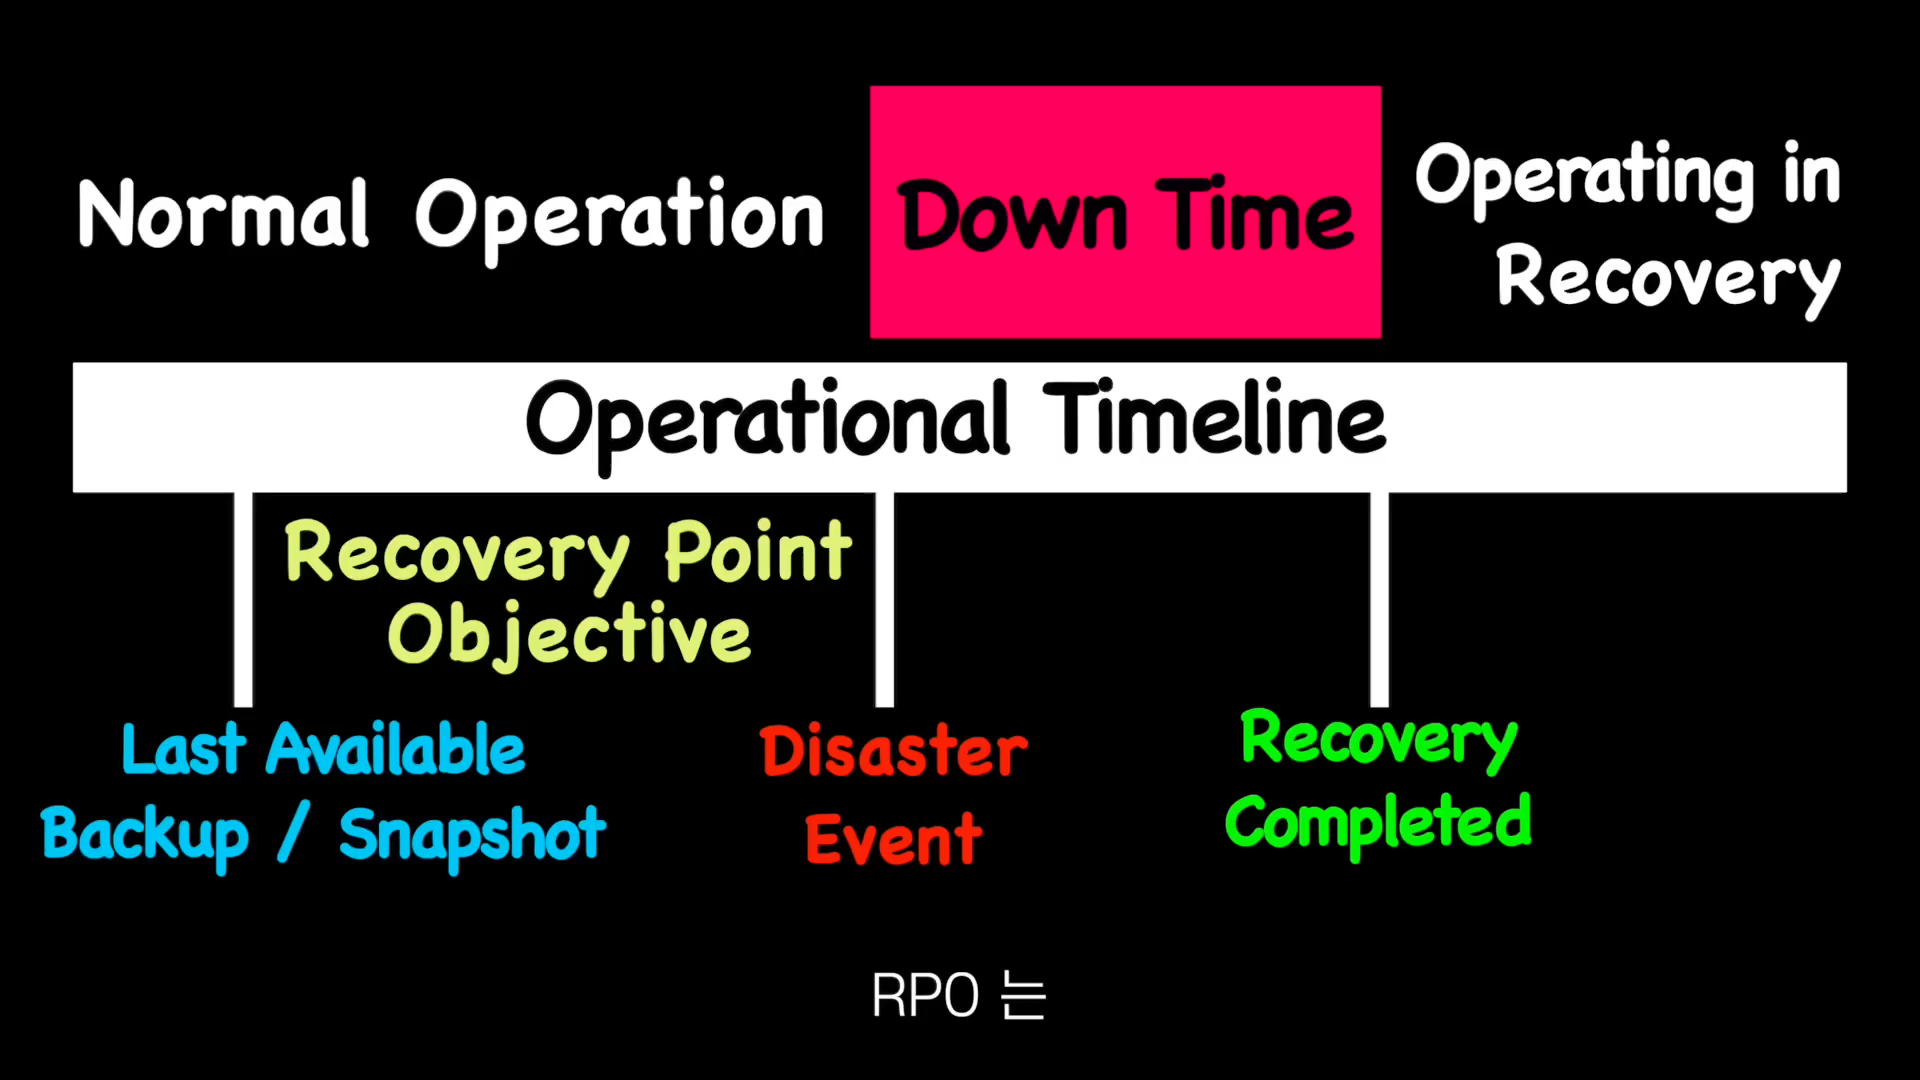 Normal Operation
Down Time
Operating in
Recovery
Operational Timeline
Recovery Point
Objective
Last Available
Backup / Snapshot
Disaster
Event
Recovery
Completed
RPO 는